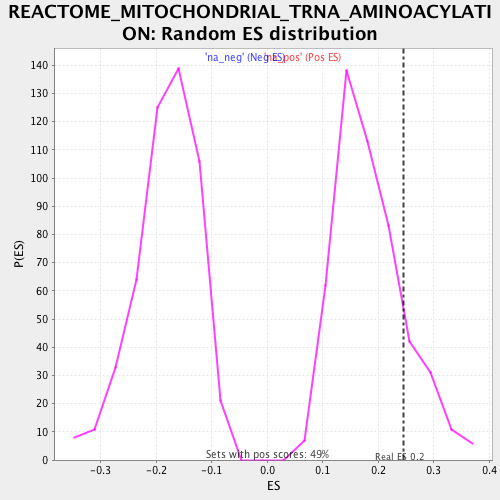 REACTOME_MITOCHONDRIAL_TRNA_AMINOACYLATI
ON: Random ES distribution
'na_neg' (Neg ES)
'na_pos' (Pos ES)
140
130
120
110
100
90
80
70
60
50
40
30
20
10
0
P(ES)
Sets with pos scores: 49%
Real ES 0.2
-0.3
-0.2
-0.1
0.0
0.1
0.2
0.3
0.4
ES